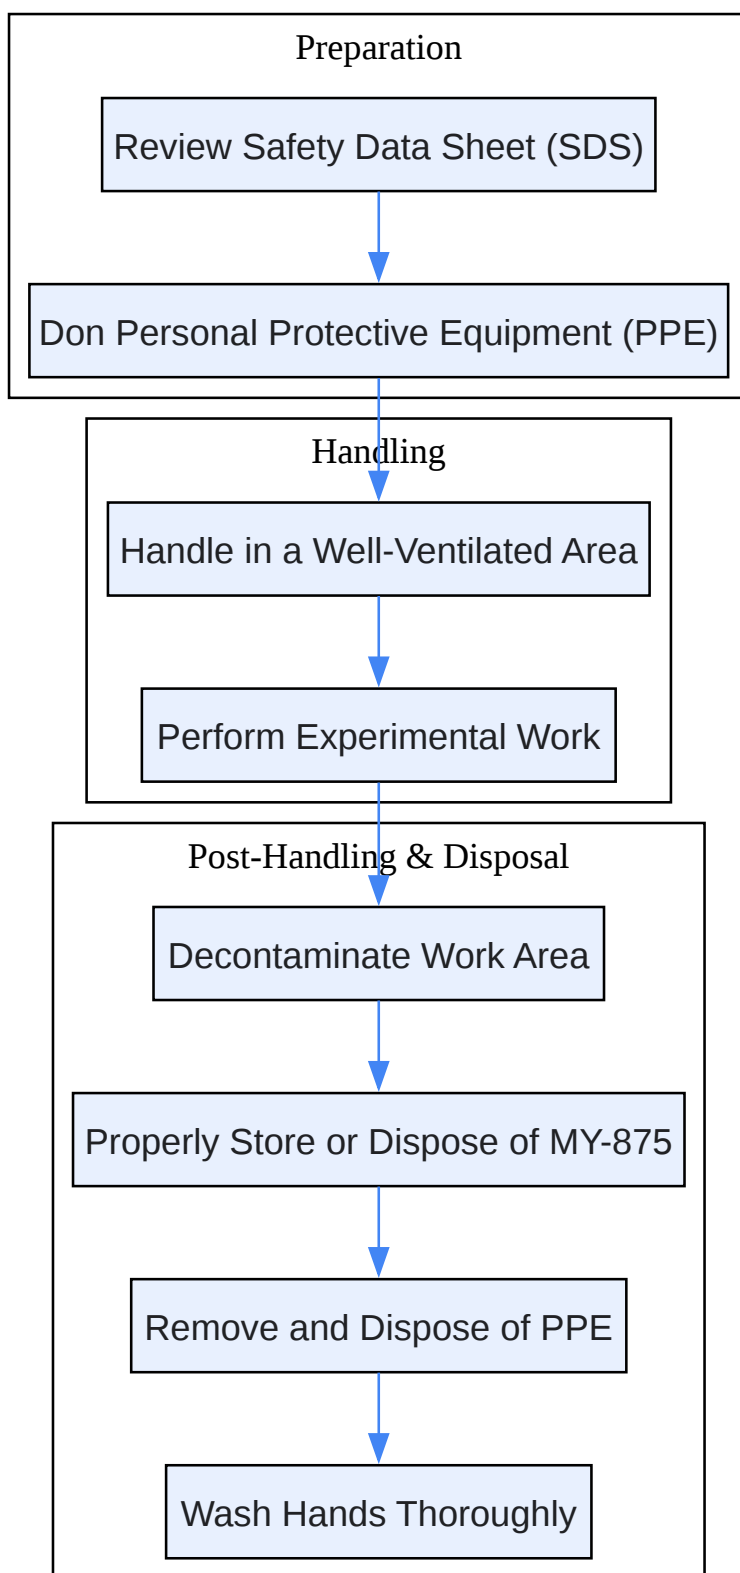 Preparation
Review Safety Data Sheet (SDS)
Don Personal Protective Equipment (PPE)
Handling
Handle in a Well-Ventilated Area
Perform Experimental Work
Post-Handling & Disposal
Decontaminate Work Area
Properly Store or Dispose of MY-875
Remove and Dispose of PPE
Wash Hands Thoroughly